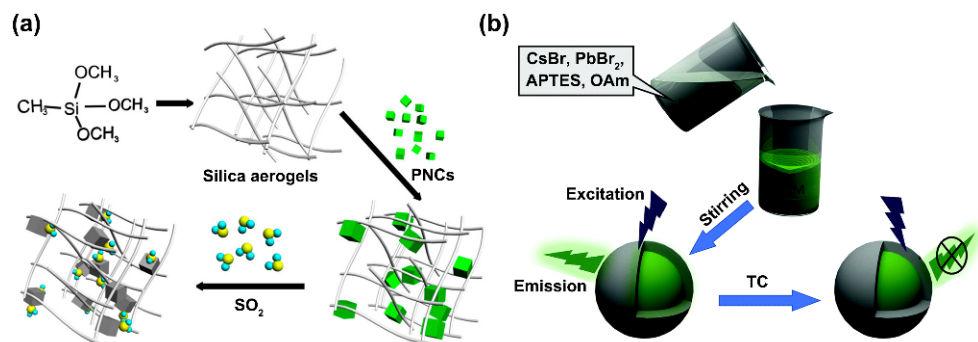 (a)
OCH3
CH3
Si
OCH3
OCH3
Silica aerogels
PNCs
SO2
(b)
CsBr, PbBr2,
APTES, OAm
Stirring
Excitation
Emission
TC